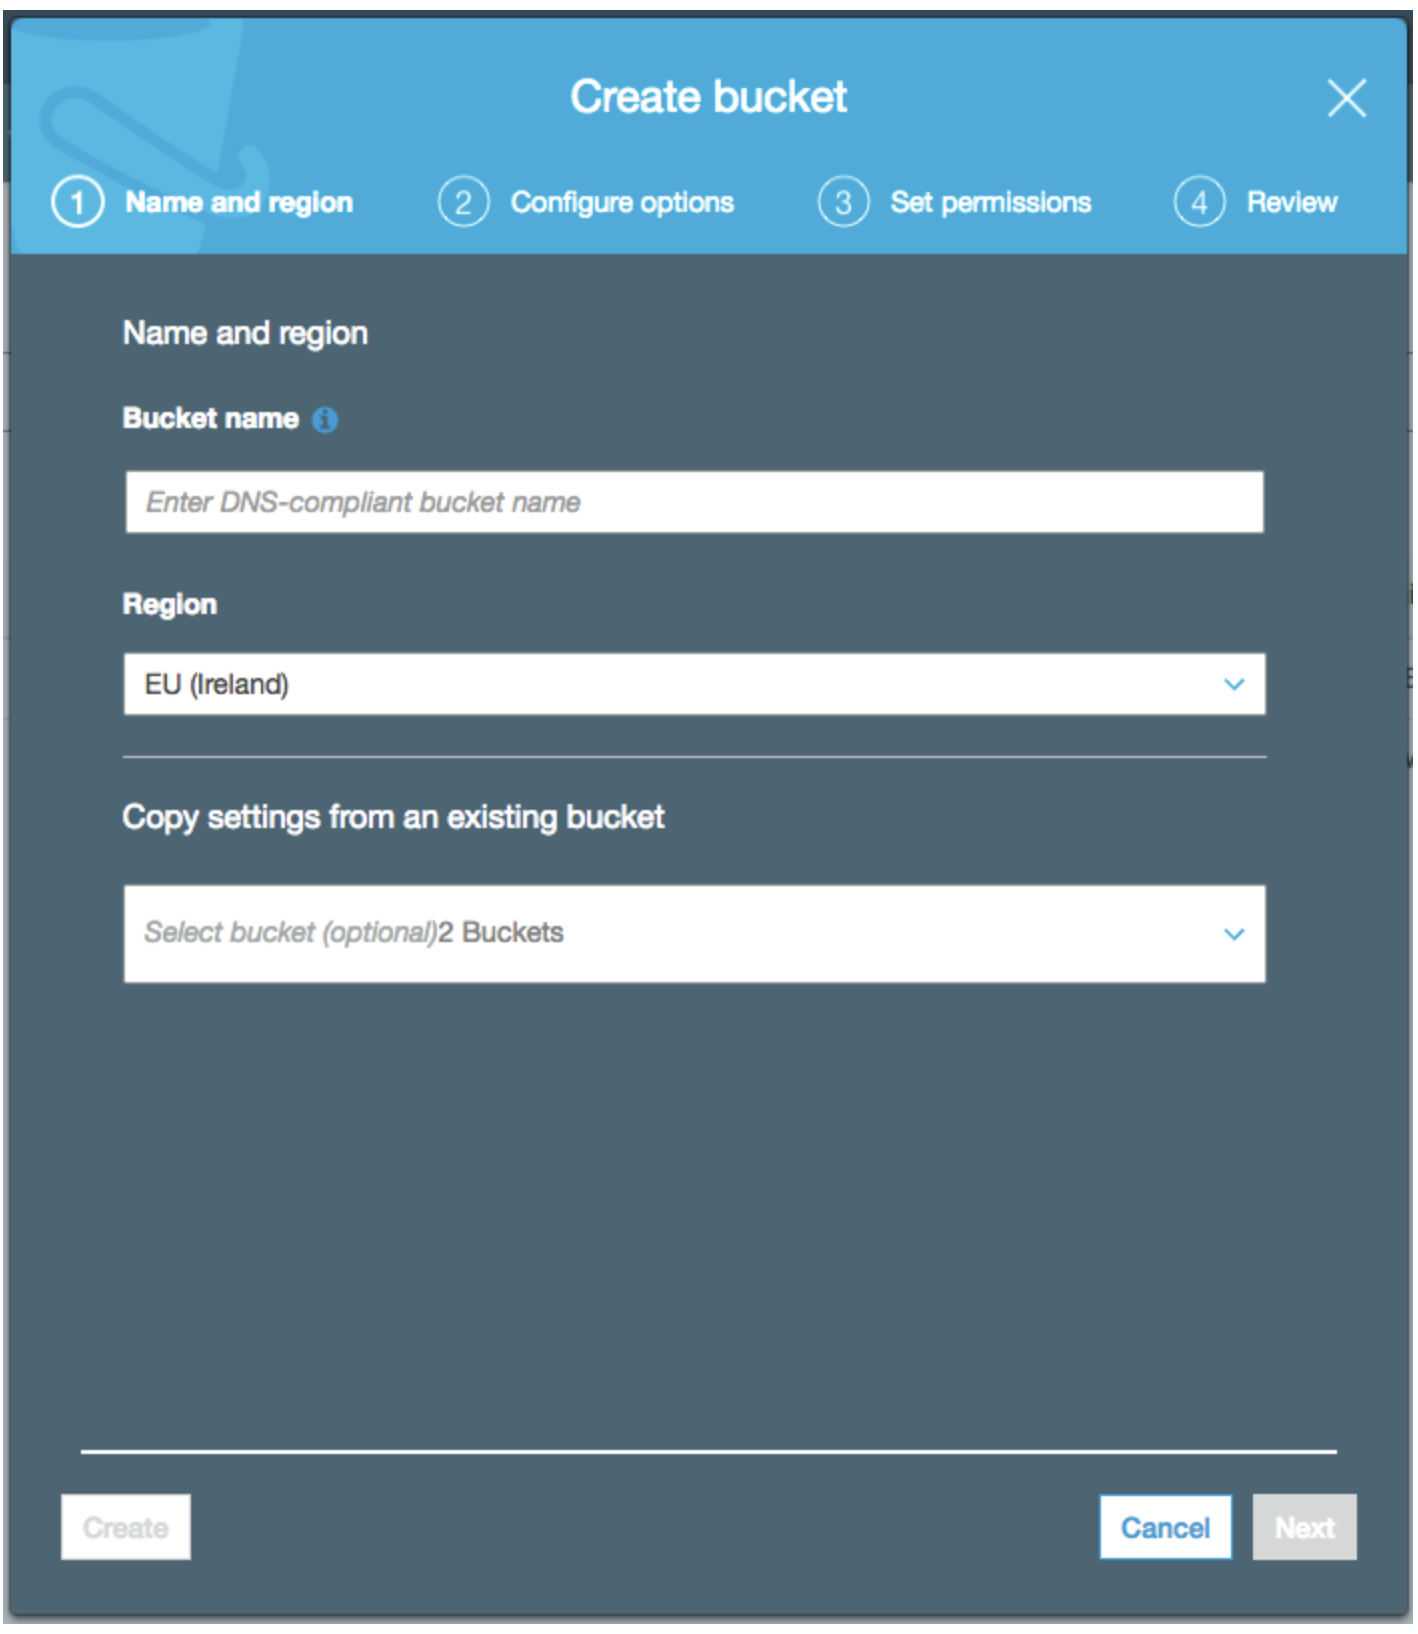 Create bucket
1 Name and region 2 Configure options 3 Set permissions 4 Review
Name and region
Bucket name
Enter DNS-compliant bucket name
Region
EU (Ireland)
Copy settings from an existing bucket
Select bucket (optional)2 Buckets
Create Cancel Next